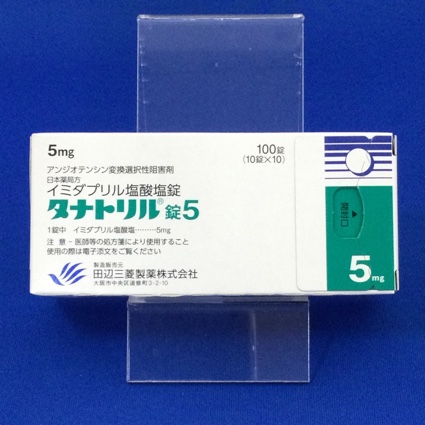 5mg
100錠
(10錠×10)
アンジオテンシン変換選択性阻害剤
日本薬局方
イミダプリル塩酸塩錠
タナトリル®錠5
1錠中 イミダプリル塩酸塩………5mg
注 意－医師等の処方箋により使用すること
使用の際は電子添文をご覧ください
製造販売元
田辺三菱製薬株式会社
大阪市中央区道修町3-2-10
開封口
5mg